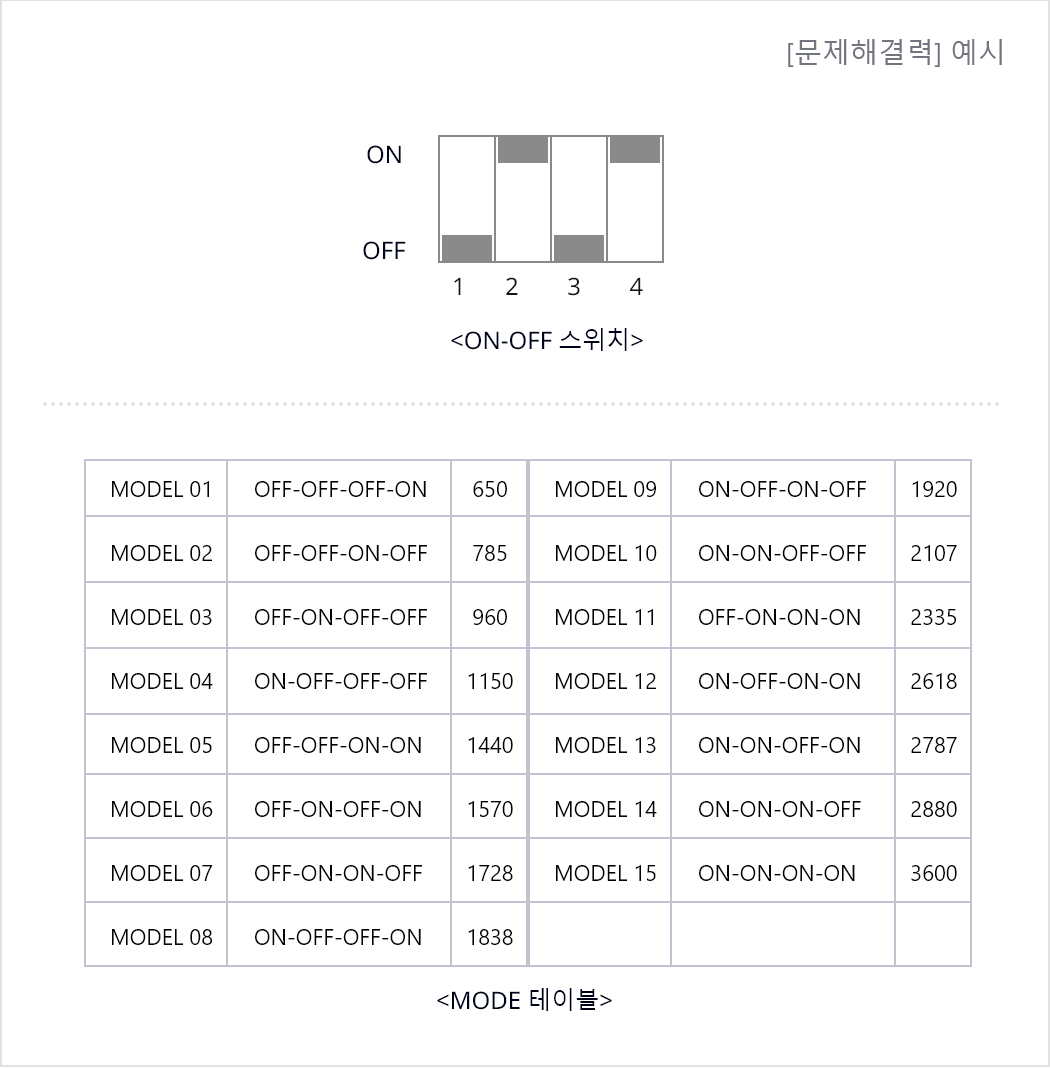 [문제해결력] 예시
ON
OFF
1 2 3 4
<ON-OFF 스위치>
MODEL 01 OFF-OFF-OFF-ON 650 MODEL 09 ON-OFF-ON-OFF 1920
MODEL 02 OFF-OFF-ON-OFF 785 MODEL 10 ON-ON-OFF-OFF 2107
MODEL 03 OFF-ON-OFF-OFF 960 MODEL 11 OFF-ON-ON-ON 2335
MODEL 04 ON-OFF-OFF-OFF 1150 MODEL 12 ON-OFF-ON-ON 2618
MODEL 05 OFF-OFF-ON-ON 1440 MODEL 13 ON-ON-OFF-ON 2787
MODEL 06 OFF-ON-OFF-ON 1570 MODEL 14 ON-ON-ON-OFF 2880
MODEL 07 OFF-ON-ON-OFF 1728 MODEL 15 ON-ON-ON-ON 3600
MODEL 08 ON-OFF-OFF-ON 1838
<MODE 테이블>